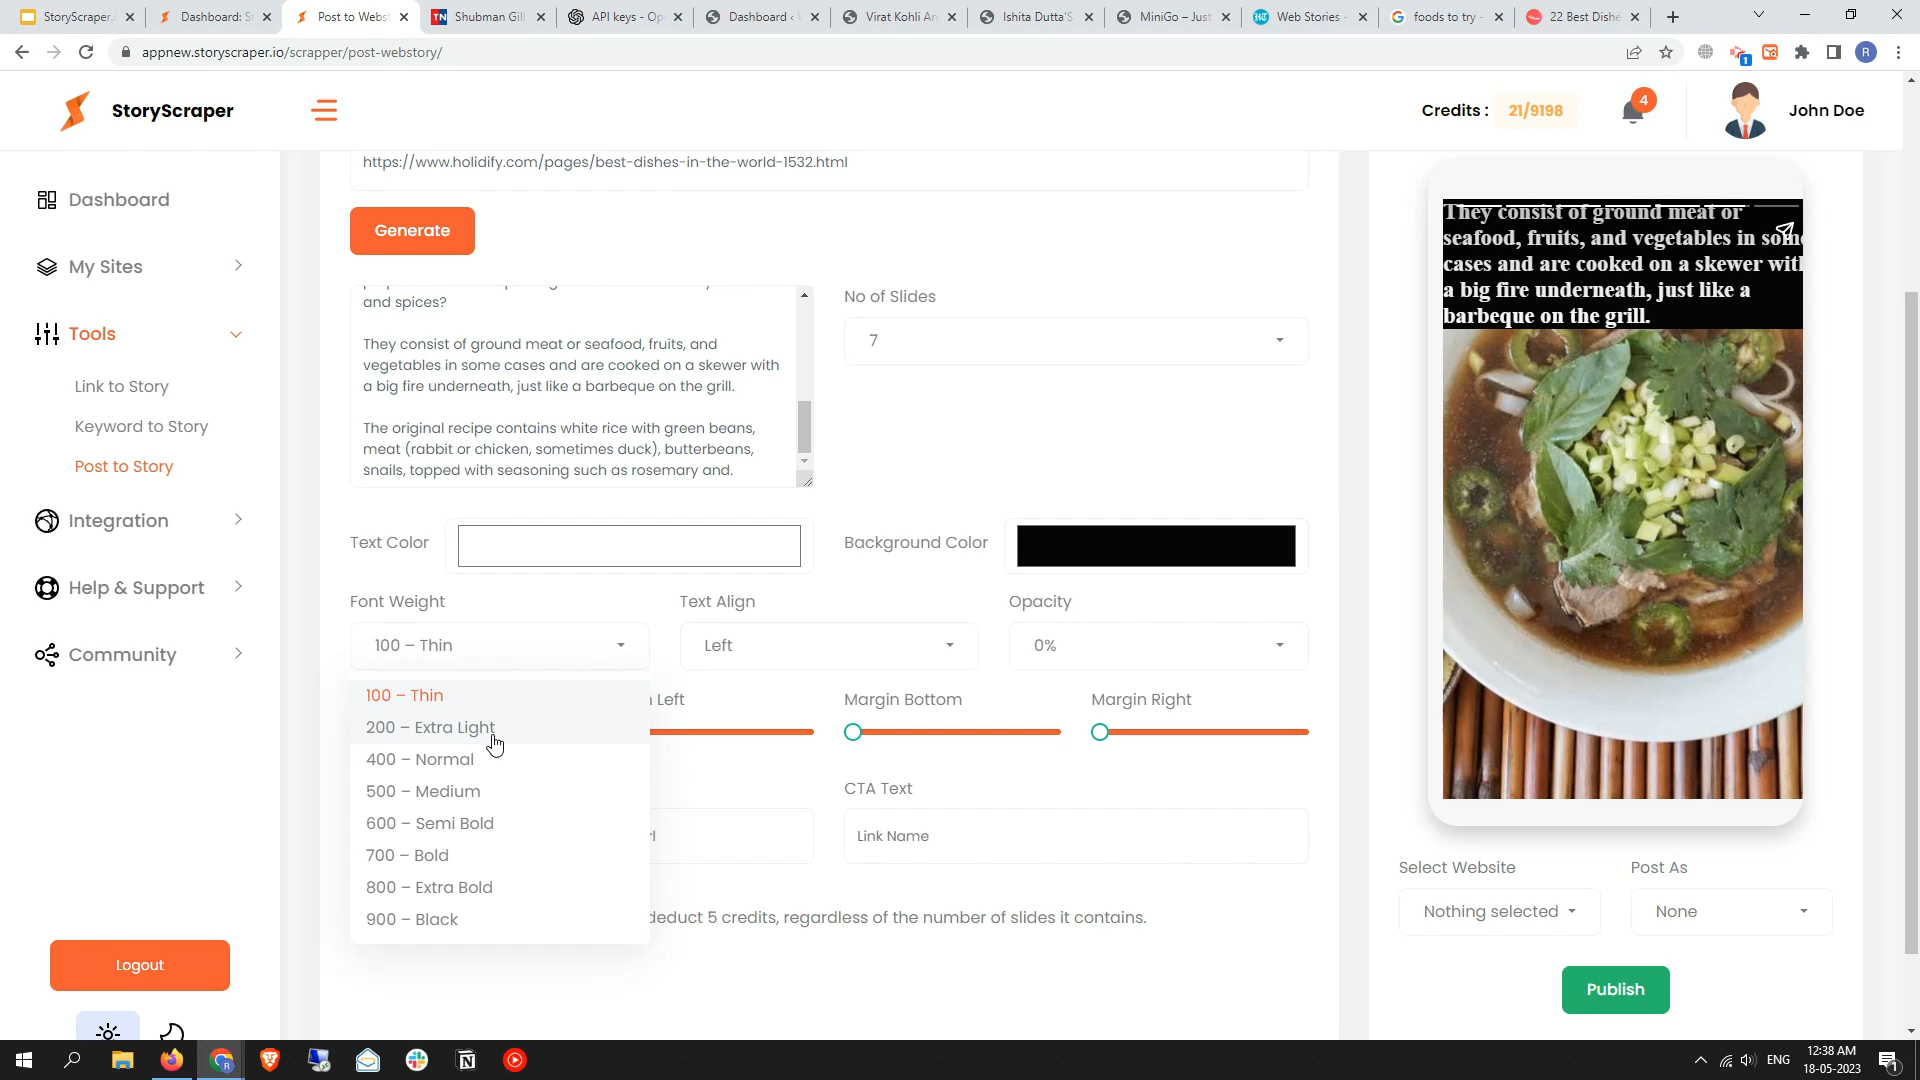 StoryScraper.
Dashboard: S
Post to Webs
Shubman Gill
API keys - Op
Dashboard ‹
Virat Kohli An
Ishita Dutta'S
MiniGo – Just
Web Stories -
foods to try -
22 Best Dishe
appnew.storyscraper.io/scrapper/post-webstory/
R
StoryScraper
Credits : 21/9198
4
John Doe
Dashboard
My Sites
Tools
Link to Story
Keyword to Story
Post to Story
Integration
Help & Support
Community
Logout
https://www.holidify.com/pages/best-dishes-in-the-world-1532.html
Generate
and spices?
They consist of ground meat or seafood, fruits, and
vegetables in some cases and are cooked on a skewer with
a big fire underneath, just like a barbeque on the grill.
The original recipe contains white rice with green beans,
meat (rabbit or chicken, sometimes duck), butterbeans,
snails, topped with seasoning such as rosemary and.
No of Slides
7
Text Color
Background Color
Font Weight
Text Align
Opacity
100 – Thin
Left
0%
100 – Thin
200 – Extra Light
400 – Normal
500 – Medium
600 – Semi Bold
700 – Bold
800 – Extra Bold
900 – Black
Left
Margin Bottom
Margin Right
CTA Text
Link Name
deduct 5 credits, regardless of the number of slides it contains.
They consist of ground meat or
seafood, fruits, and vegetables in some
cases and are cooked on a skewer with
a big fire underneath, just like a
barbeque on the grill.
Select Website
Post As
Nothing selected
None
Publish
ENG
12:38 AM
18-05-2023
1